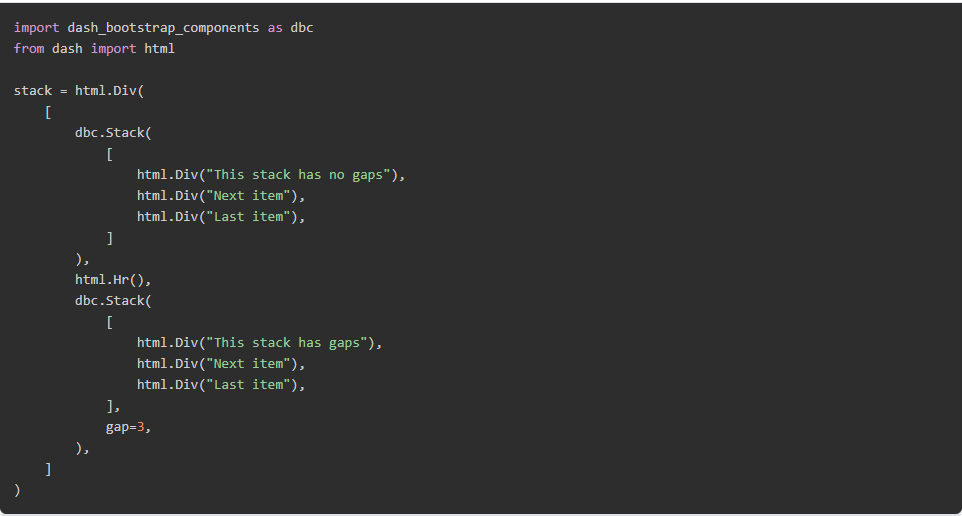 import dash_bootstrap_components as dbc
from dash import html

stack = html.Div(
    [
        dbc.Stack(
            [
                html.Div("This stack has no gaps"),
                html.Div("Next item"),
                html.Div("Last item"),
            ]
        ),
        html.Hr(),
        dbc.Stack(
            [
                html.Div("This stack has gaps"),
                html.Div("Next item"),
                html.Div("Last item"),
            ],
            gap=3,
        ),
    ]
)